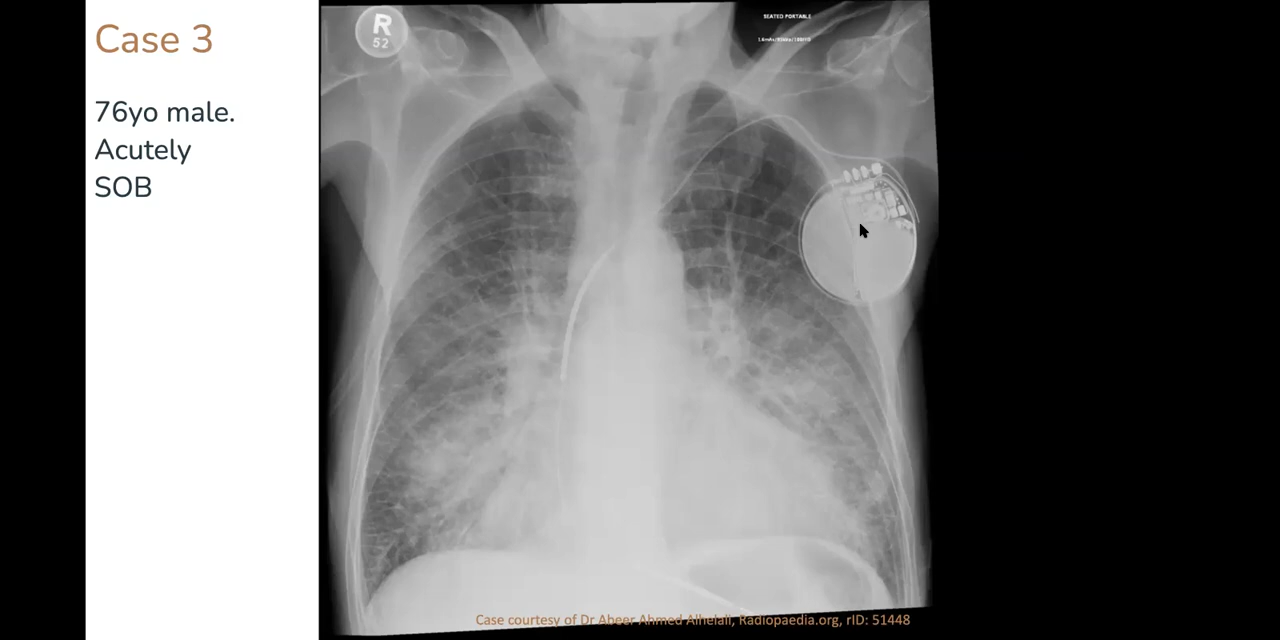 Case 3
76yo male.
Acutely
SOB
R
52
SEATED PORTABLE
Case courtesy of Dr Abeer Ahmed Alhelali, Radiopaedia.org, rID: 51448